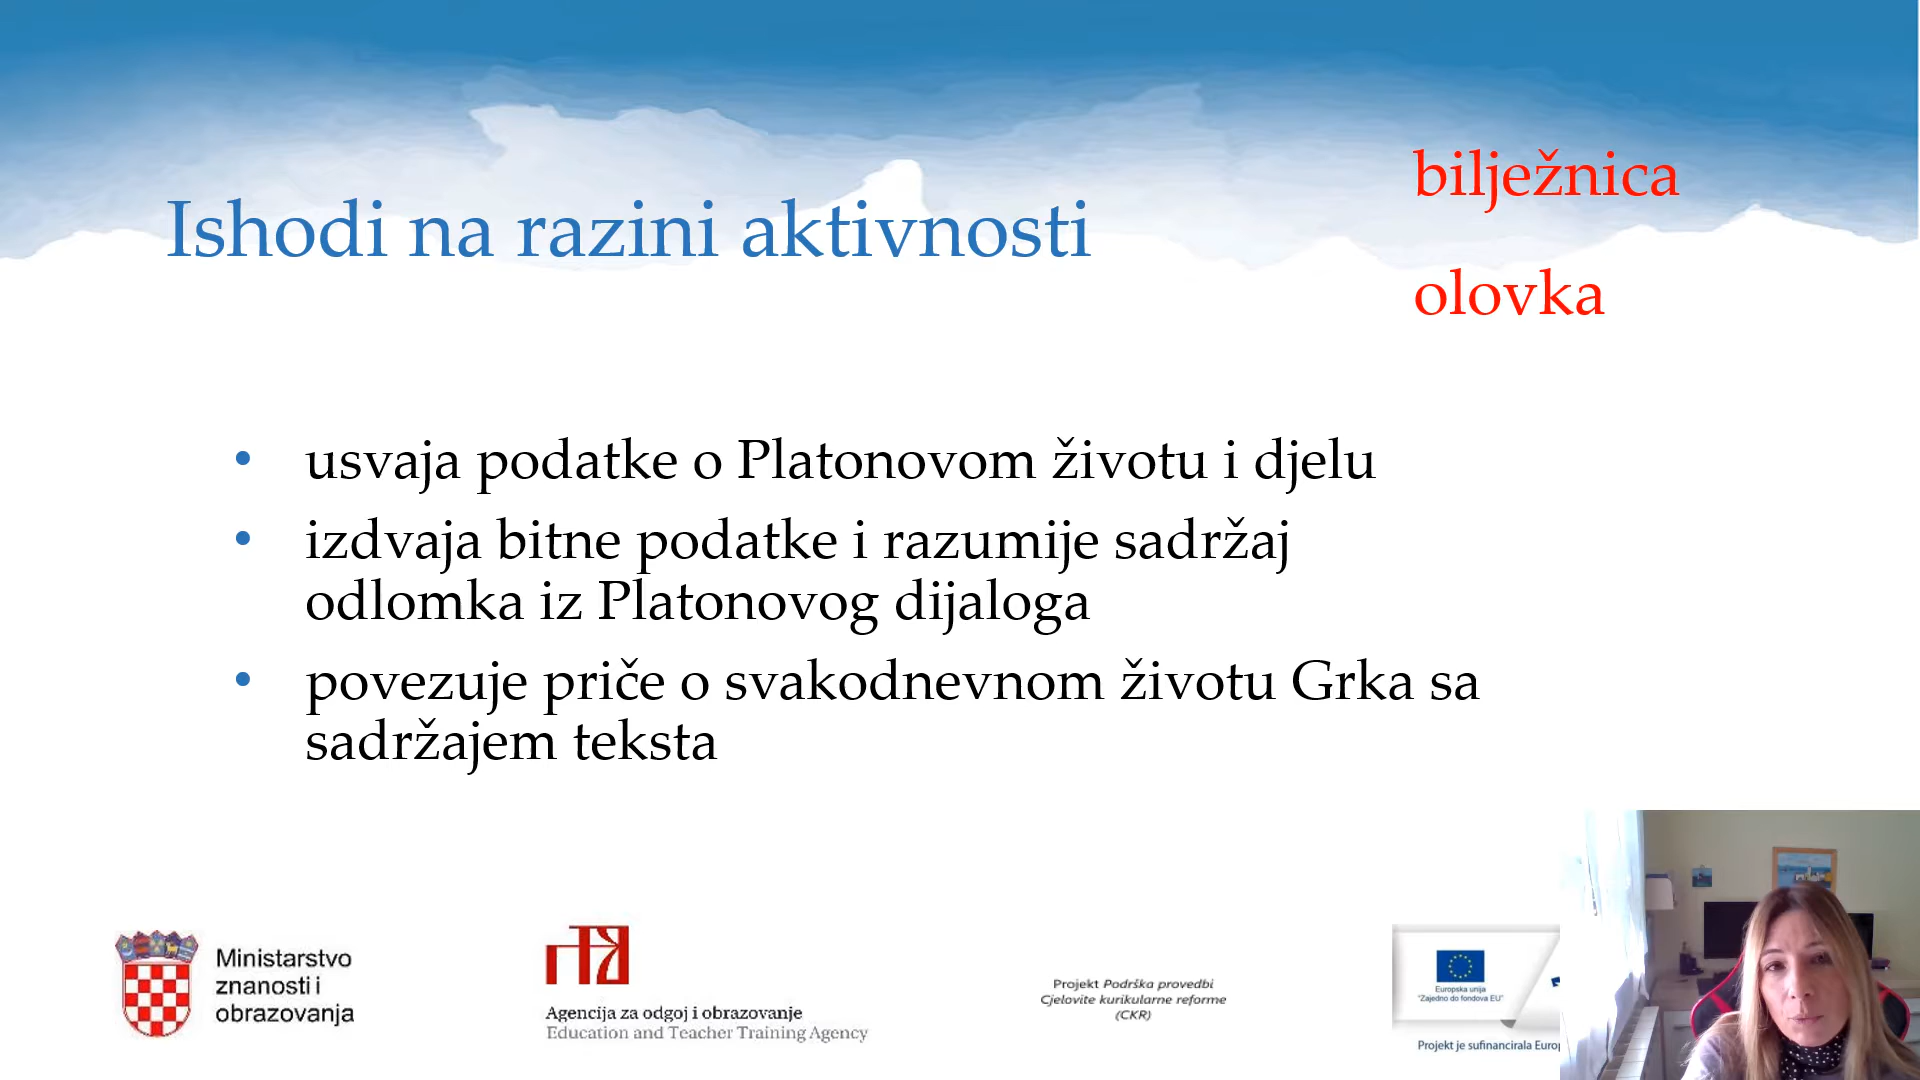 bilježnica
Ishodi na razini aktivnosti
olovka
• usvaja podatke o Platonovom životu i djelu
• izdvaja bitne podatke i razumije sadržaj
odlomka iz Platonovog dijaloga
• povezuje priče o svakodnevnom životu Grka sa
sadržajem teksta
Ministarstvo
znanosti i
obrazovanja
Agencija za odgoj i obrazovanje
Education and Teacher Training Agency
Projekt Podrška provedbi
Cjelovite kurikularne reforme
(CKR)
Europska unija
"Zajedno do fondova EU"
Projekt je sufinancirala Europ